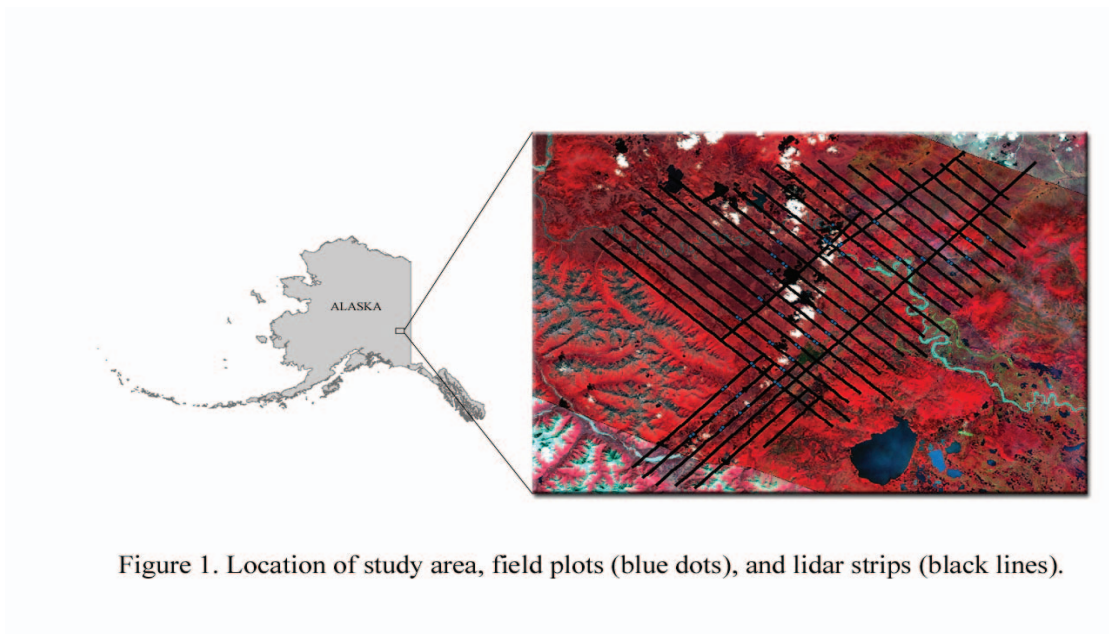 ALASKA
Figure 1. Location of study area, field plots (blue dots), and lidar strips (black lines).